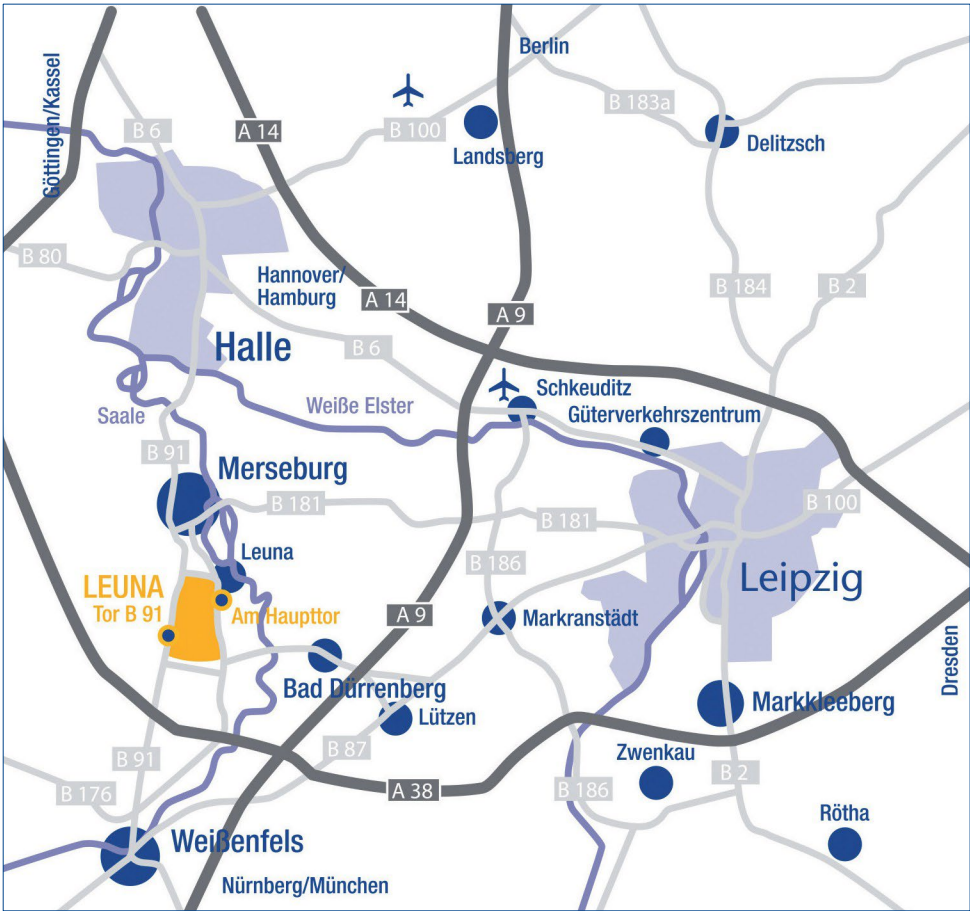 Berlin
Göttingen/Kassel
B 6
A 14
B 100
B 183a
Landsberg
Delitzsch
B 80
Hannover/
Hamburg
A 14
A 9
B 184
B 2
Halle
B 6
Saale
Weiße Elster
Schkeuditz
Güterverkehrszentrum
B 91
Merseburg
B 181
B 181
B 100
Leuna
B 186
Leipzig
LEUNA
Tor B 91
Am Haupttor
A 9
Markranstädt
Dresden
Bad Dürrenberg
Lützen
Markkleeberg
B 91
B 87
Zwenkau
B 176
A 38
B 186
B 2
Rötha
Weißenfels
Nürnberg/München